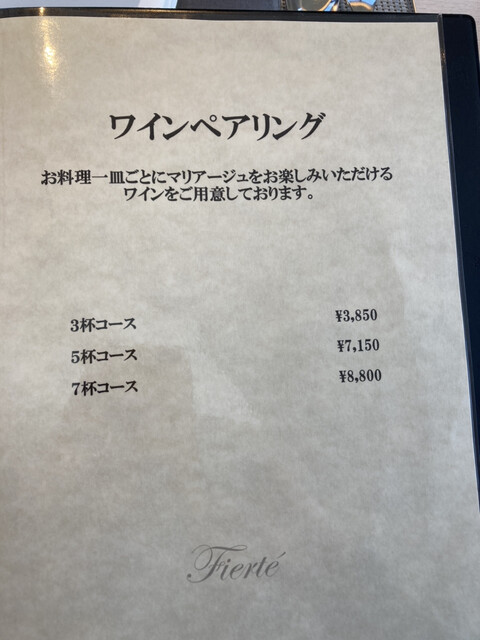 ワインペアリング
お料理一皿ごとにマリアージュをお楽しみいただける
ワインをご用意しております。
3杯コース ¥3,850
5杯コース ¥7,150
7杯コース ¥8,800
Fierté